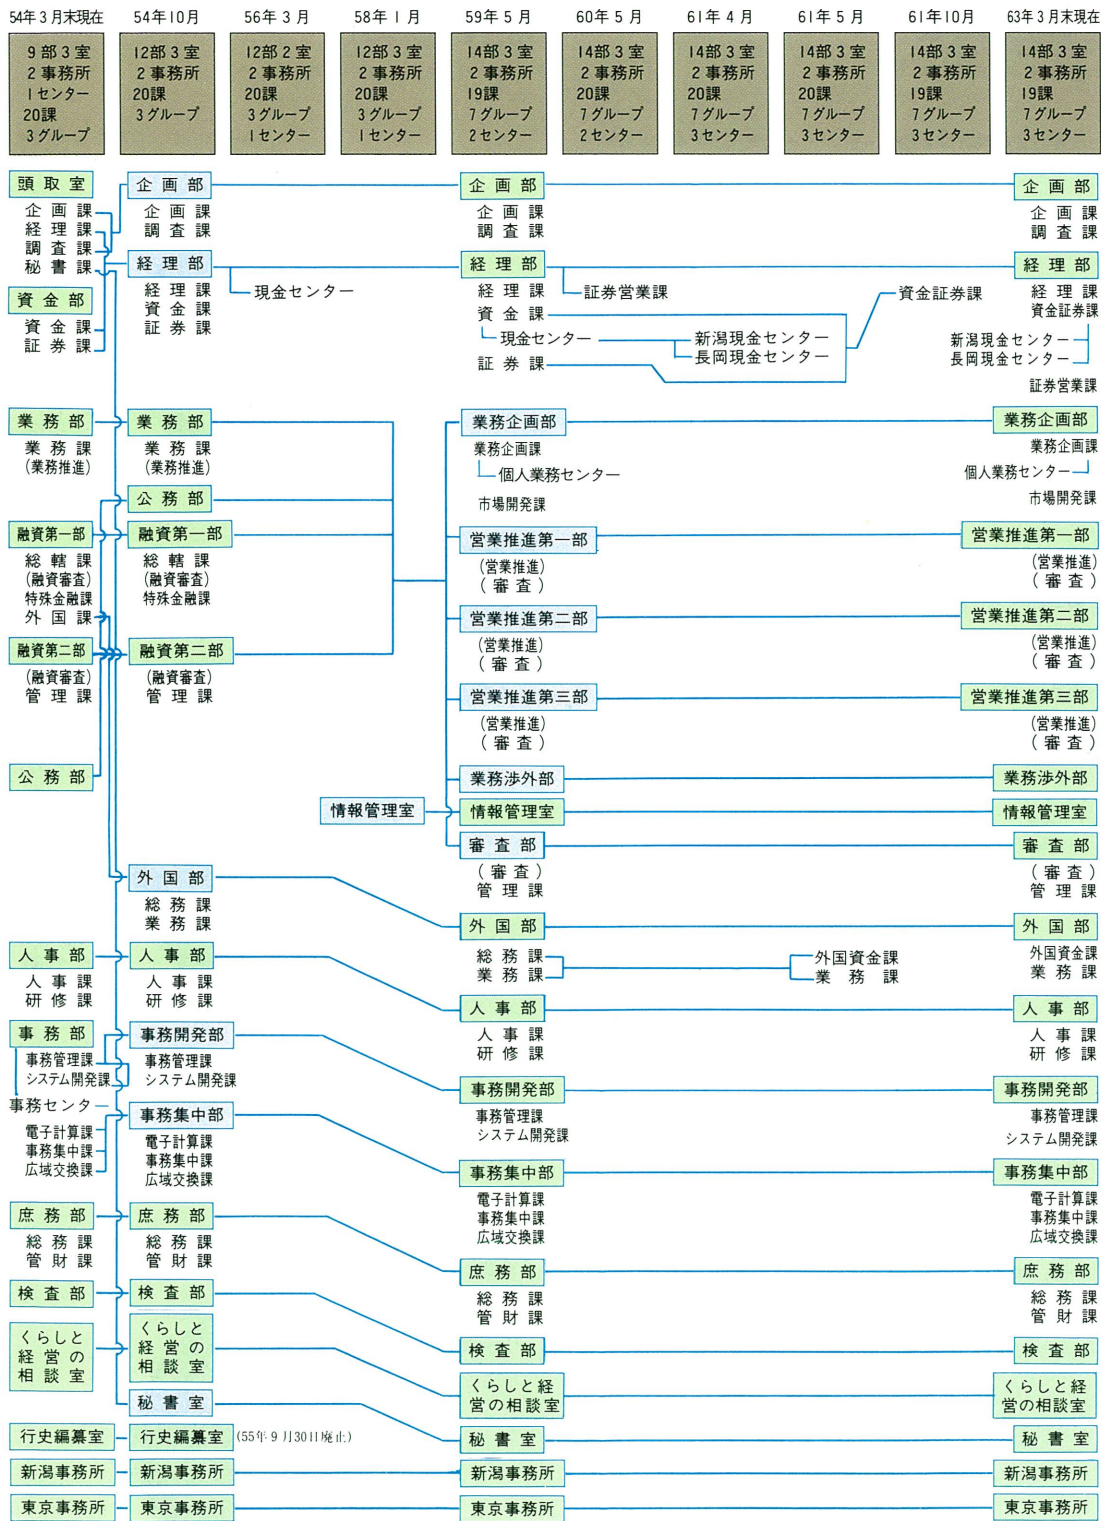 54年3月末現在
54年10月
56年3月
58年1月
59年5月
60年5月
61年4月
61年5月
61年10月
63年3月末現在
9部3室
2事務所
1センター
20課
3グループ
12部3室
2事務所
20課
3グループ
12部2室
2事務所
20課
3グループ
1センター
12部3室
2事務所
20課
3グループ
1センター
14部3室
2事務所
19課
7グループ
2センター
14部3室
2事務所
20課
7グループ
2センター
14部3室
2事務所
20課
7グループ
3センター
14部3室
2事務所
20課
7グループ
3センター
14部3室
2事務所
19課
7グループ
3センター
14部3室
2事務所
19課
7グループ
3センター
頭取室
企画課
経理課
調査課
秘書課
資金部
資金課
証券課
業務部
業務課
(業務推進)
融資第一部
総轄課
(融資審査)
特殊金融課
外国課
融資第二部
(融資審査)
管理課
公務部
人事部
人事課
研修課
事務部
事務管理課
システム開発課
事務センター
電子計算課
事務集中課
広域交換課
庶務部
総務課
管財課
検査部
くらしと
経営の
相談室
行史編纂室
新潟事務所
東京事務所
企画部
企画課
調査課
経理部
経理課
資金課
証券課
業務部
業務課
(業務推進)
公務部
融資第一部
総轄課
(融資審査)
特殊金融課
融資第二部
(融資審査)
管理課
外国部
総務課
業務課
人事部
人事課
研修課
事務開発部
事務管理課
システム開発課
事務集中部
電子計算課
事務集中課
広域交換課
庶務部
総務課
管財課
検査部
くらしと
経営の
相談室
秘書室
行史編纂室
(55年9月30日廃止)
新潟事務所
東京事務所
現金センター
情報管理室
企画部
企画課
調査課
経理部
経理課
資金課
現金センター
証券課
業務企画部
業務企画課
個人業務センター
市場開発課
営業推進第一部
(営業推進)
(審査)
営業推進第二部
(営業推進)
(審査)
営業推進第三部
(営業推進)
(審査)
業務渉外部
情報管理室
審査部
(審査)
管理課
外国部
総務課
業務課
人事部
人事課
研修課
事務開発部
事務管理課
システム開発課
事務集中部
電子計算課
事務集中課
広域交換課
庶務部
総務課
管財課
検査部
くらしと経
営の相談室
秘書室
新潟事務所
東京事務所
証券営業課
新潟現金センター
長岡現金センター
外国資金課
業務課
資金証券課
企画部
企画課
調査課
経理部
経理課
資金証券課
新潟現金センター
長岡現金センター
証券営業課
業務企画部
業務企画課
個人業務センター
市場開発課
営業推進第一部
(営業推進)
(審査)
営業推進第二部
(営業推進)
(審査)
営業推進第三部
(営業推進)
(審査)
業務渉外部
情報管理室
審査部
(審査)
管理課
外国部
外国資金課
業務課
人事部
人事課
研修課
事務開発部
事務管理課
システム開発課
事務集中部
電子計算課
事務集中課
広域交換課
庶務部
総務課
管財課
検査部
くらしと経
営の相談室
秘書室
新潟事務所
東京事務所